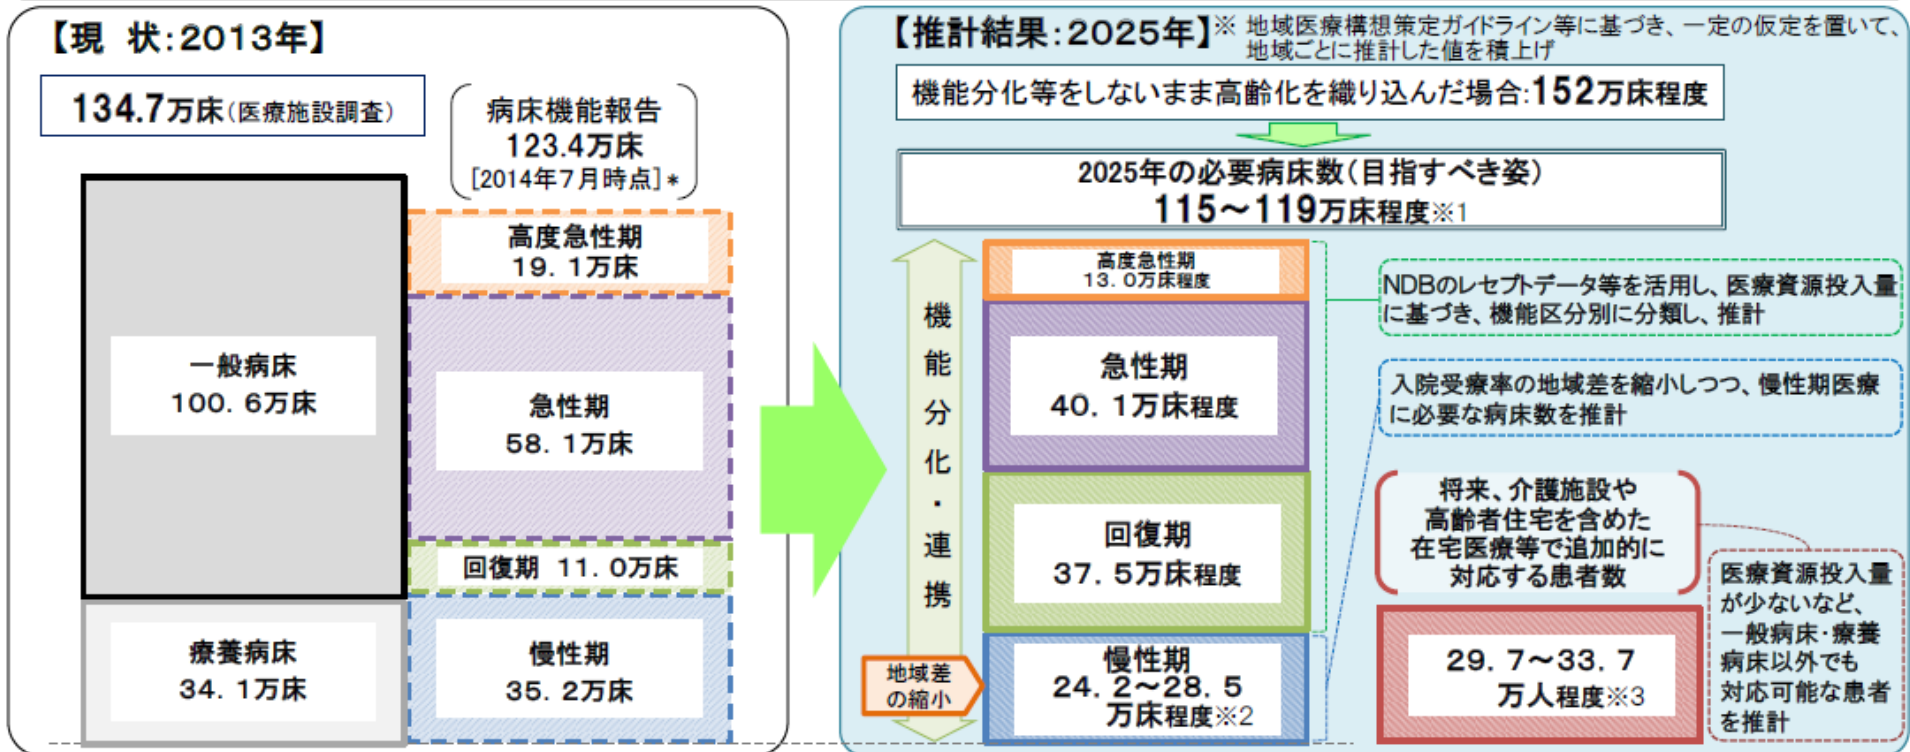 【現 状:2013年】
134.7万床(医療施設調査)
病床機能報告
123.4万床
[2014年7月時点]*
一般病床
100.6万床
療養病床
34.1万床
高度急性期
19.1万床
急性期
58.1万床
回復期 11.0万床
慢性期
35.2万床
【推計結果:2025年】※ 地域医療構想策定ガイドライン等に基づき、一定の仮定を置いて、
地域ごとに推計した値を積上げ
機能分化等をしないまま高齢化を織り込んだ場合:152万床程度
2025年の必要病床数(目指すべき姿)
115~119万床程度※1
機能分化・連携
地域差
の縮小
高度急性期
13.0万床程度
急性期
40.1万床程度
回復期
37.5万床程度
慢性期
24.2~28.5
万床程度※2
NDBのレセプトデータ等を活用し、医療資源投入量
に基づき、機能区分別に分類し、推計
入院受療率の地域差を縮小しつつ、慢性期医療
に必要な病床数を推計
将来、介護施設や
高齢者住宅を含めた
在宅医療等で追加的に
対応する患者数
29.7~33.7
万人程度※3
医療資源投入量
が少ないなど、
一般病床・療養
病床以外でも
対応可能な患者
を推計